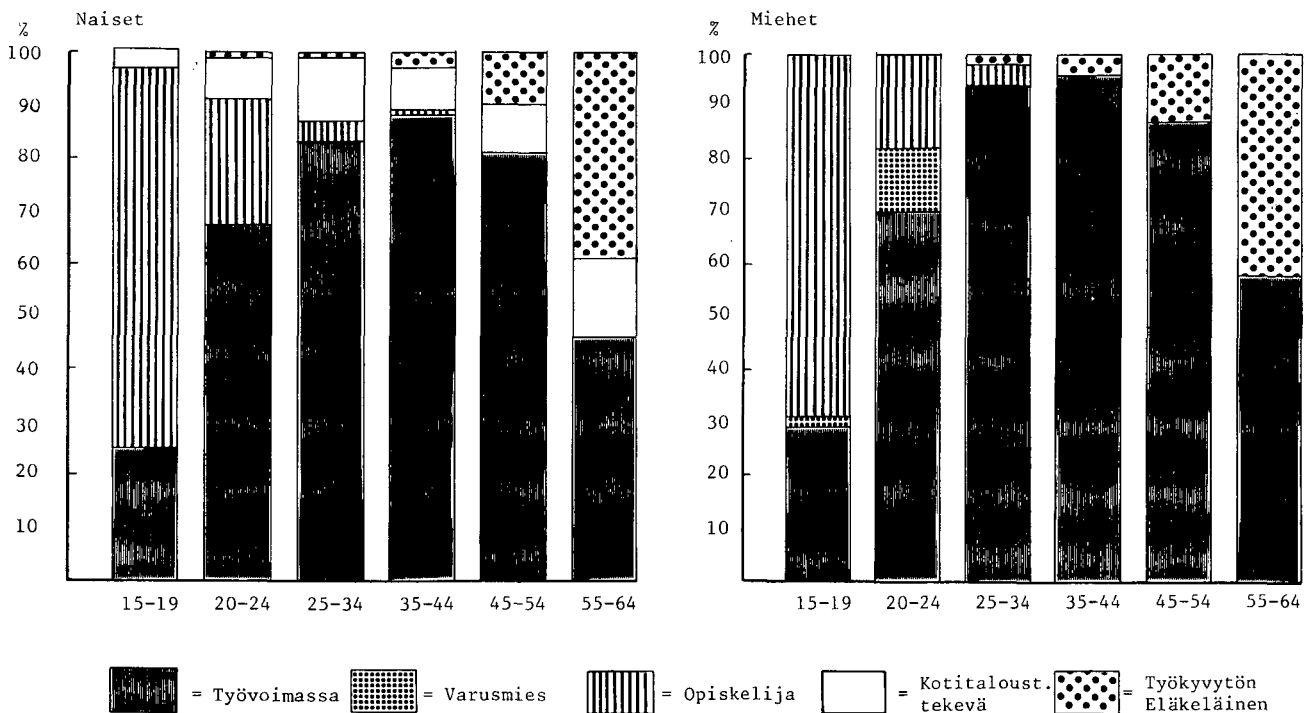 Naiset
%
100
90
80
70
60
50
40
30
20
10
15-19 20-24 25-34 35-44 45-54 55-64
Miehet
%
100
90
80
70
60
50
40
30
20
10
15-19 20-24 25-34 35-44 45-54 55-64
= Työvoimassa
= Varusmies
= Opiskelija
= Kotitaloust.
tekevä
= Työkyvytön
Eläkeläinen